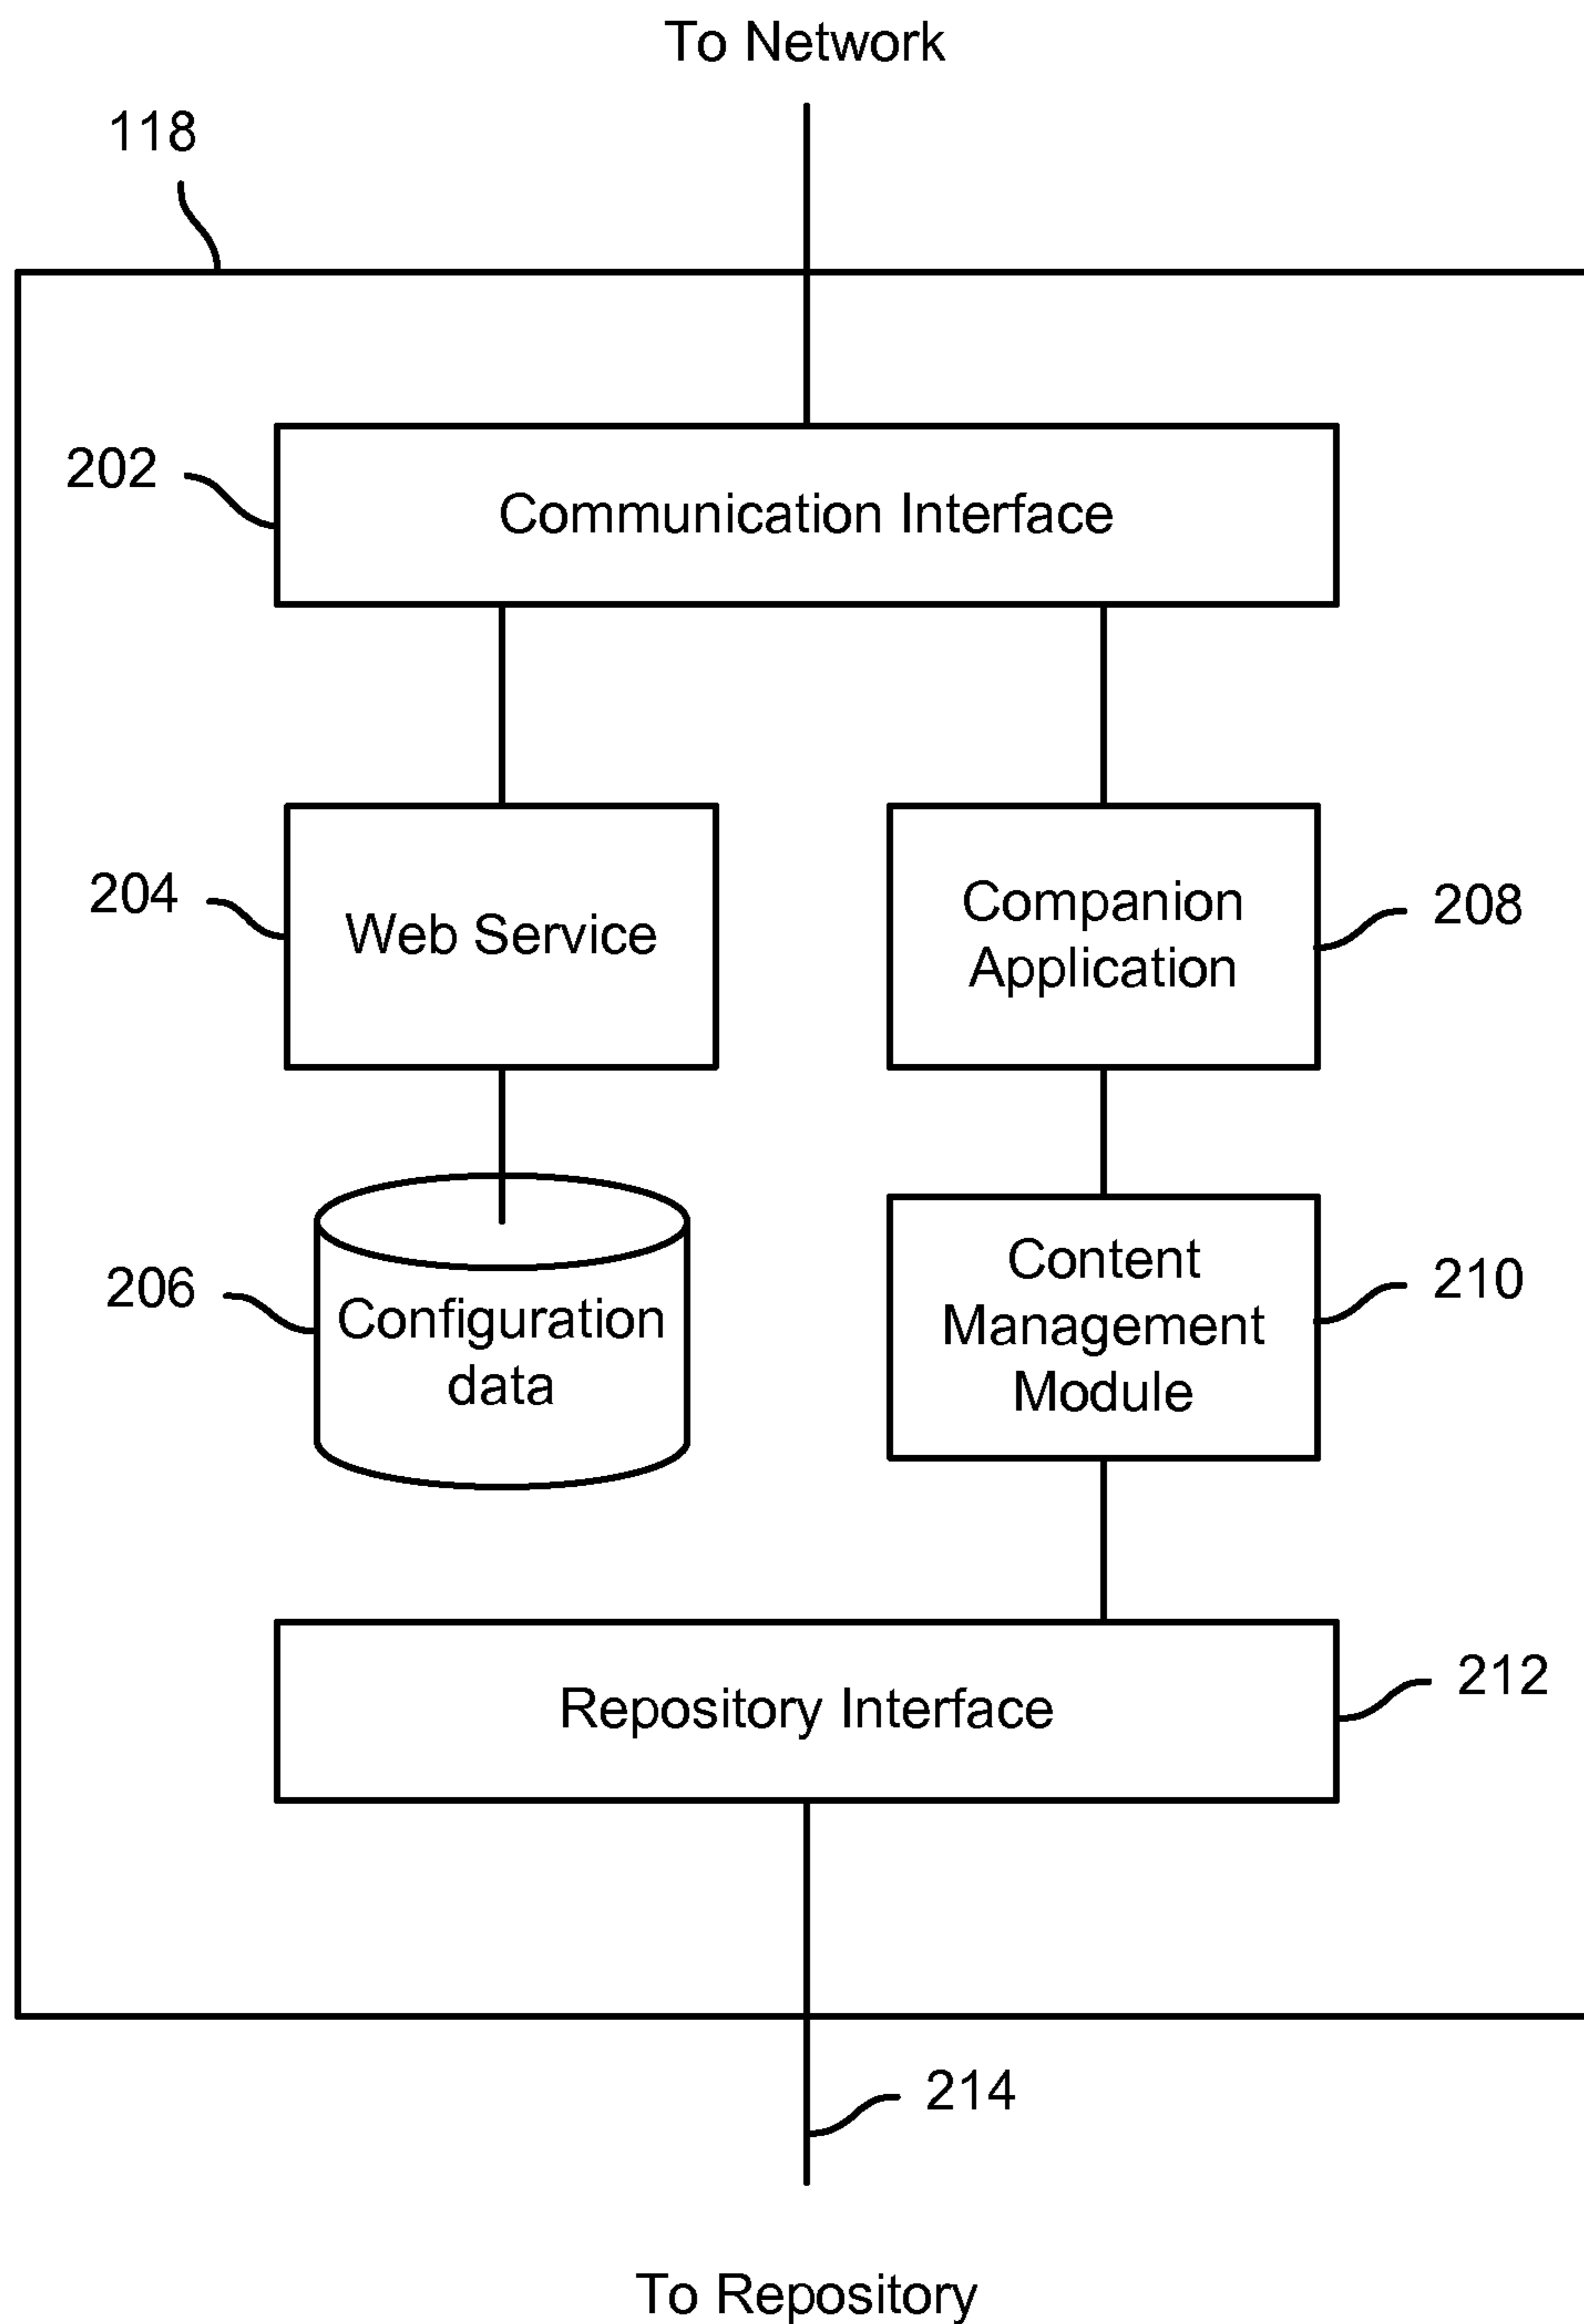 To Network
118
202
Communication Interface
204
Web Service
Companion
Application
208
206
Configuration
data
Content
Management
Module
210
Repository Interface
212
214
To Repository